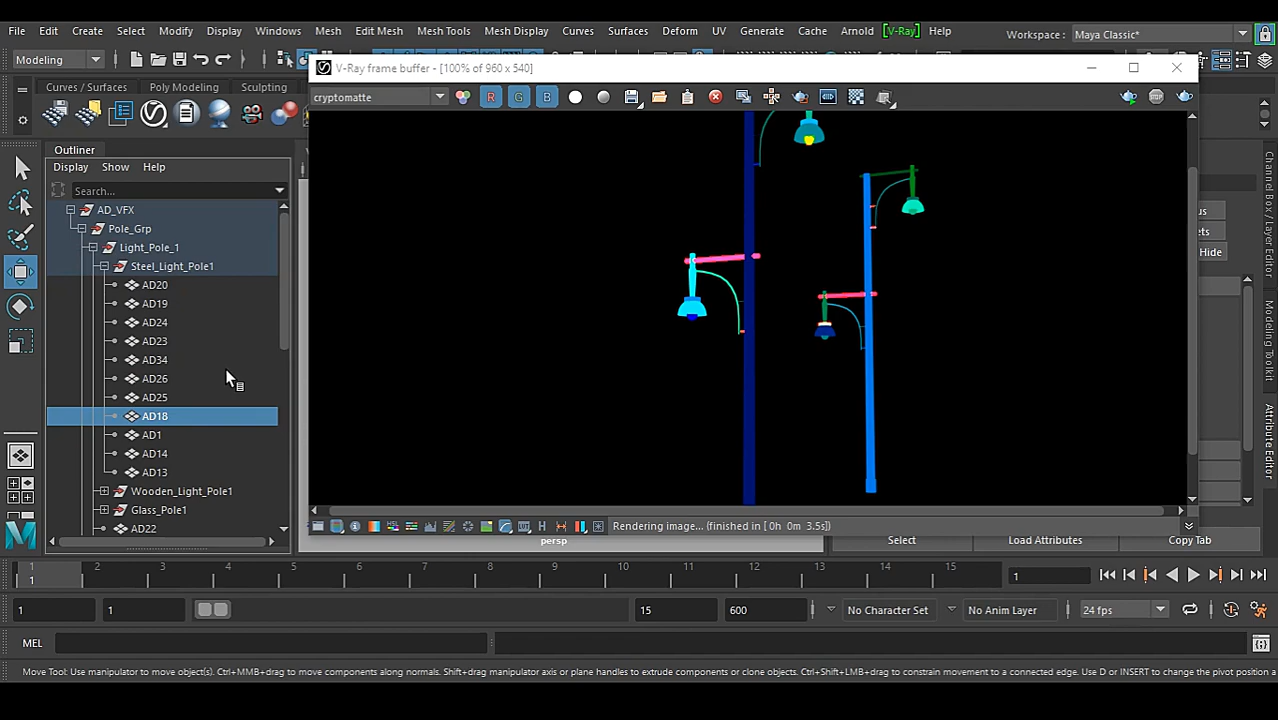 File Edit Create Select Modify Display Windows Mesh Edit Mesh Mesh Tools Mesh Display Curves Surfaces Deform UV Generate Cache Arnold [V-Ray] Help
Workspace : Maya Classic*
Modeling
V-Ray frame buffer - [100% of 960 x 540]
Curves / Surfaces Poly Modeling Sculpting
cryptomatte
R G B
Outliner
Display Show Help
Search...
AD_VFX
Pole_Grp
Light_Pole_1
Steel_Light_Pole1
AD20
AD19
AD24
AD23
AD34
AD26
AD25
AD18
AD1
AD14
AD13
Wooden_Light_Pole1
Glass_Pole1
AD22
us
ets
Hide
Channel Box / Layer Editor
Modeling Toolkit
Attribute Editor
H
Rendering image... (finished in [ 0h 0m 3.5s])
persp
Select Load Attributes Copy Tab
1 2 3 4 5 6 7 8 9 10 11 12 13 14 15
1
1
1 1 15 600 No Character Set No Anim Layer 24 fps
MEL
Move Tool: Use manipulator to move object(s). Ctrl+MMB+drag to move components along normals. Shift+drag manipulator axis or plane handles to extrude components or clone objects. Ctrl+Shift+LMB+drag to constrain movement to a connected edge. Use D or INSERT to change the pivot position a